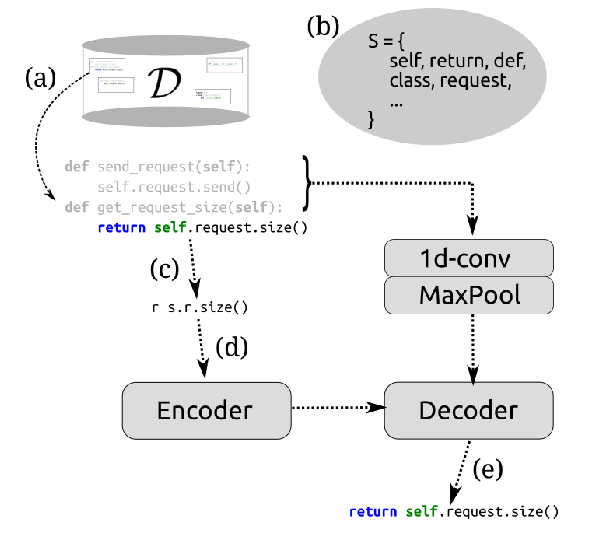 (b)
S = {
self, return, def,
class, request,
...
}
(a)
D
def send_request(self):
self.request.send()
def get_request_size(self):
return self.request.size()
(c)
r s.r.size()
(d)
1d-conv
MaxPool
Encoder
Decoder
(e)
return self.request.size()